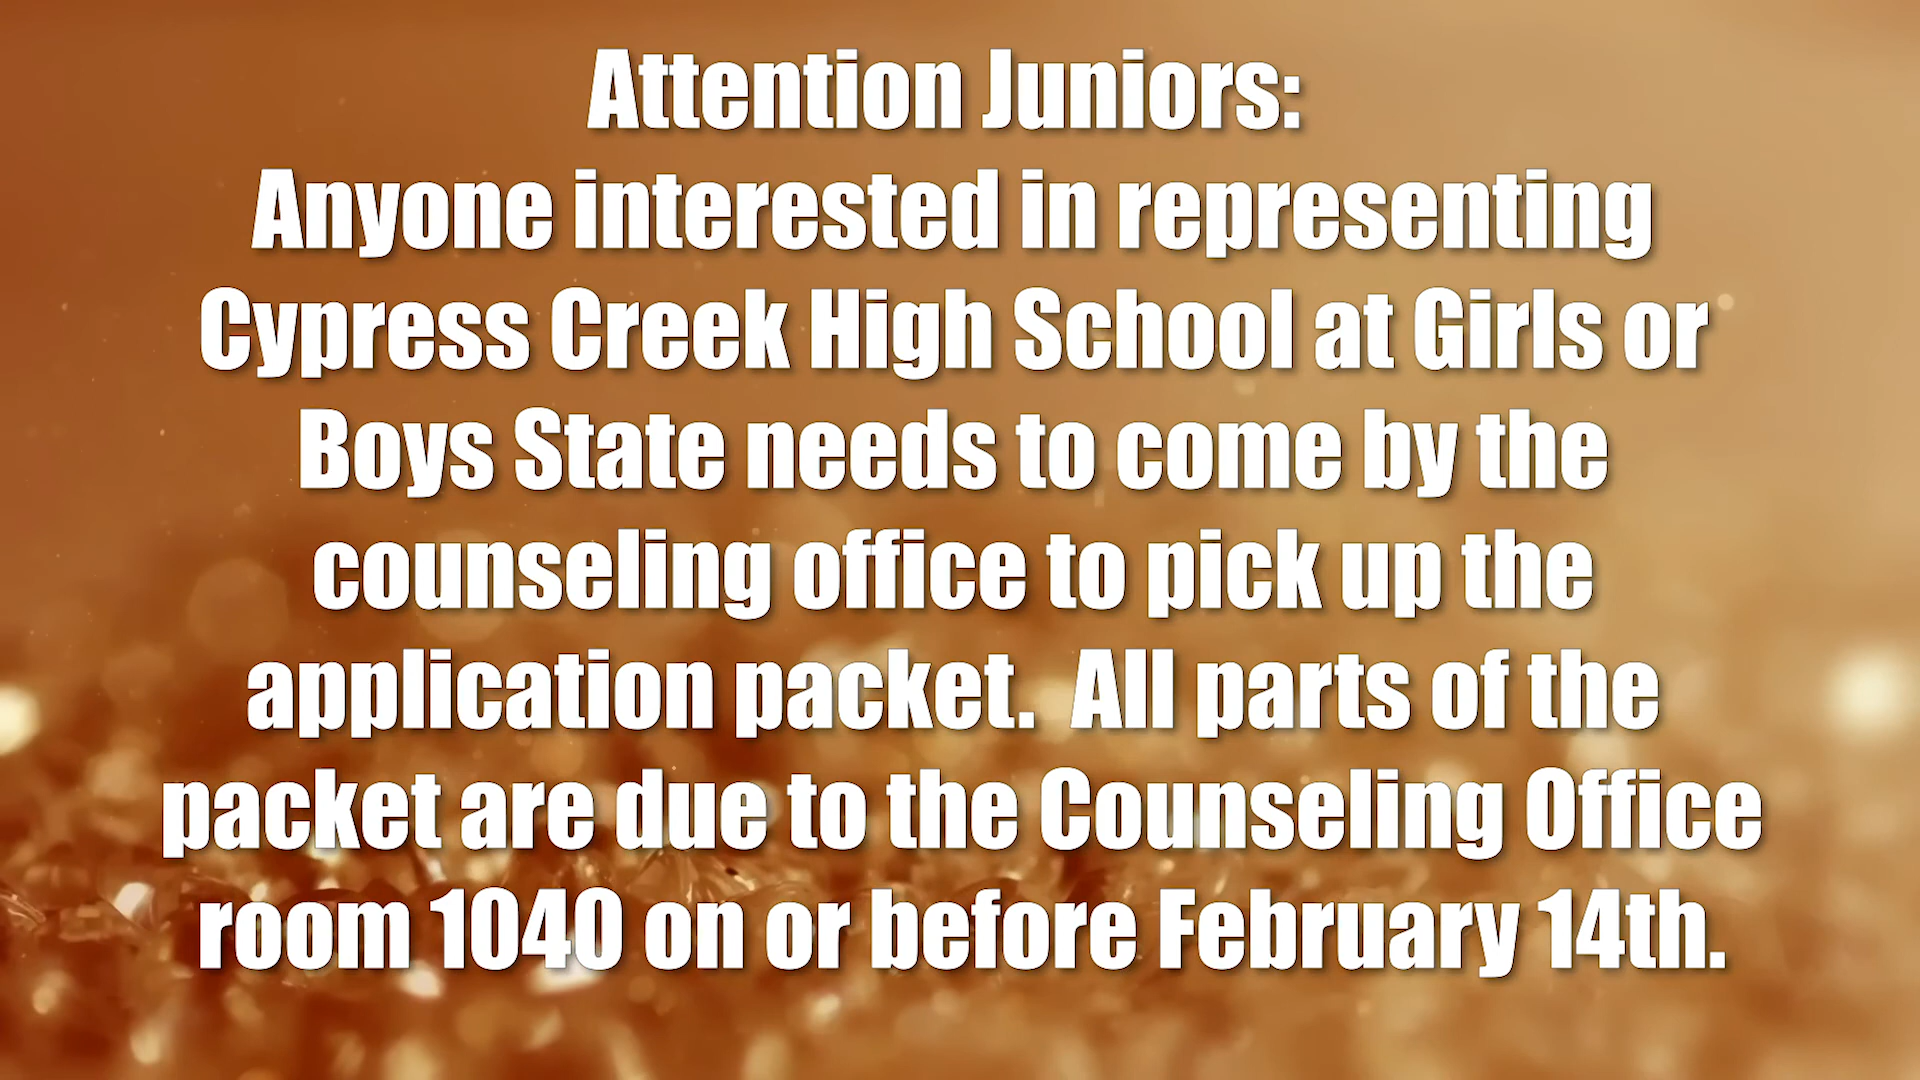 Attention Juniors:
Anyone interested in representing
Cypress Creek High School at Girls or
Boys State needs to come by the
counseling office to pick up the
application packet.  All parts of the
packet are due to the Counseling Office
room 1040 on or before February 14th.